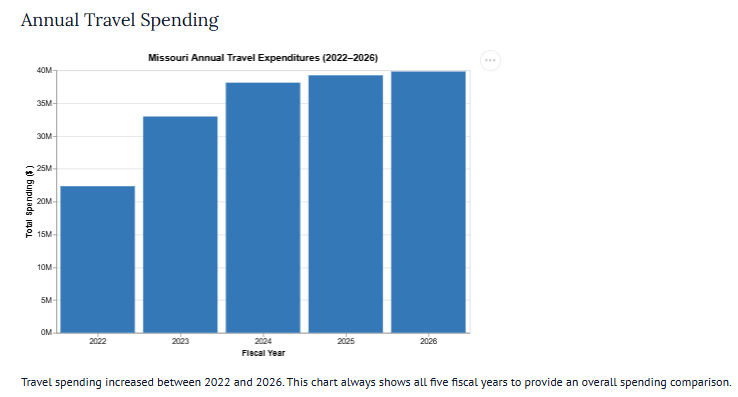 Annual Travel Spending
Missouri Annual Travel Expenditures (2022–2026)
40M
35M
30M
25M
20M
15M
10M
5M
0M
Total Spending ($)
2022 2023 2024 2025 2026
Fiscal Year
Travel spending increased between 2022 and 2026. This chart always shows all five fiscal years to provide an overall spending comparison.